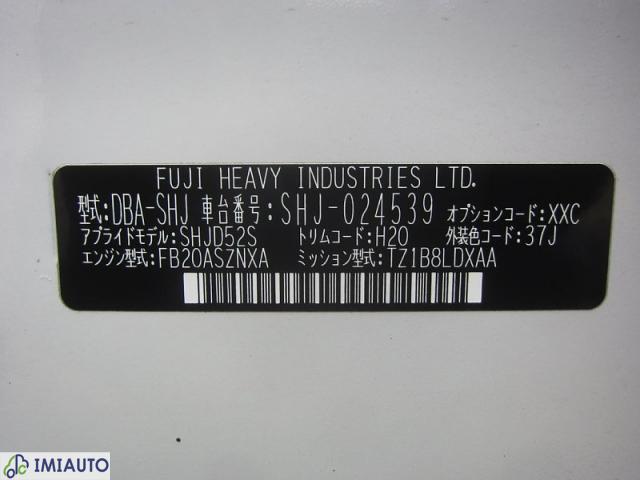 FUJI HEAVY INDUSTRIES LTD.
型式:DBA-SHJ 車台番号:SHJ-024539 オプションコード:XXC
アプライドモデル:SHJD52S トリムコード:H20 外装色コード:37J
エンジン型式:FB20ASZNXA ミッション型式:TZ1B8LDXAA
IMIAUTO